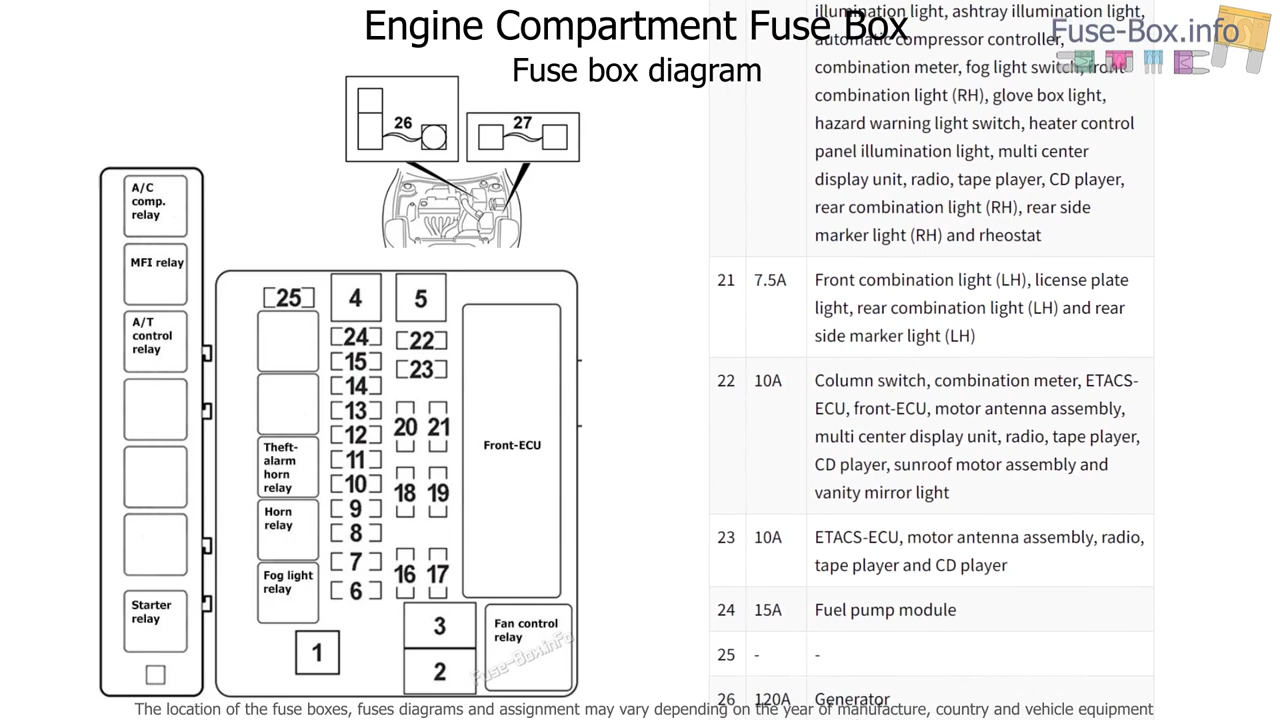 Engine Compartment Fuse Box
Fuse box diagram
Fuse-Box.info
26
27
A/C
comp.
relay
MFI relay
A/T
control
relay
Starter
relay
25
4
5
24
22
15
23
14
13
12
20 21
11
10
18 19
9
8
7
16 17
6
Theft-
alarm
horn
relay
Horn
relay
Fog light
relay
Front-ECU
1
3
2
Fan control
relay
Fuse-Box.info
illumination light, ashtray illumination light,
automatic compressor controller,
combination meter, fog light switch, front
combination light (RH), glove box light,
hazard warning light switch, heater control
panel illumination light, multi center
display unit, radio, tape player, CD player,
rear combination light (RH), rear side
marker light (RH) and rheostat
21 7.5A Front combination light (LH), license plate
light, rear combination light (LH) and rear
side marker light (LH)
22 10A Column switch, combination meter, ETACS-
ECU, front-ECU, motor antenna assembly,
multi center display unit, radio, tape player,
CD player, sunroof motor assembly and
vanity mirror light
23 10A ETACS-ECU, motor antenna assembly, radio,
tape player and CD player
24 15A Fuel pump module
25 - -
26 120A Generator
The location of the fuse boxes, fuses diagrams and assignment may vary depending on the year of manufacture, country and vehicle equipment